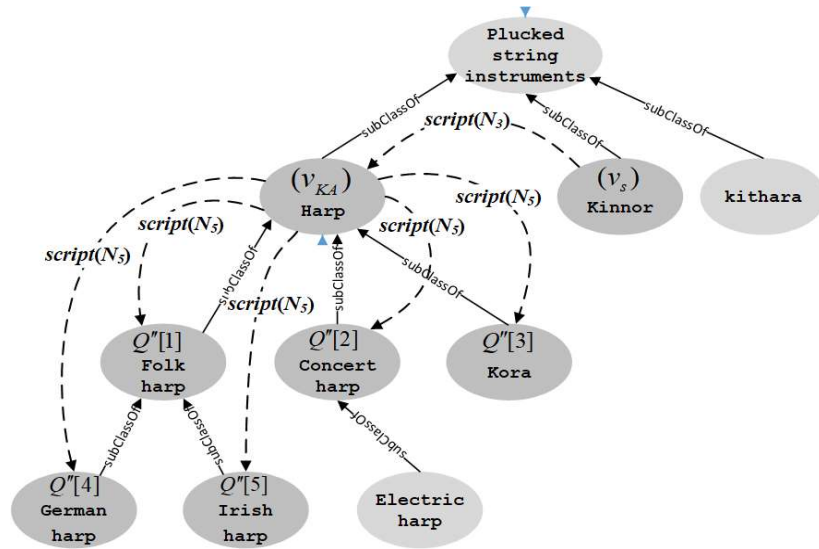 Plucked
string
instruments
subClassOf
subClassOf
subClassOf
script(N3)
(vKA)
Harp
(vs)
Kinnor
kithara
script(N5)
script(N5)
script(N5)
script(N5)
script(N5)
subClassOf
subClassOf
subClassOf
Q"[1]
Folk
harp
Q"[2]
Concert
harp
Q"[3]
Kora
subClassOf
subClassOf
subClassOf
Q"[4]
German
harp
Q"[5]
Irish
harp
Electric
harp